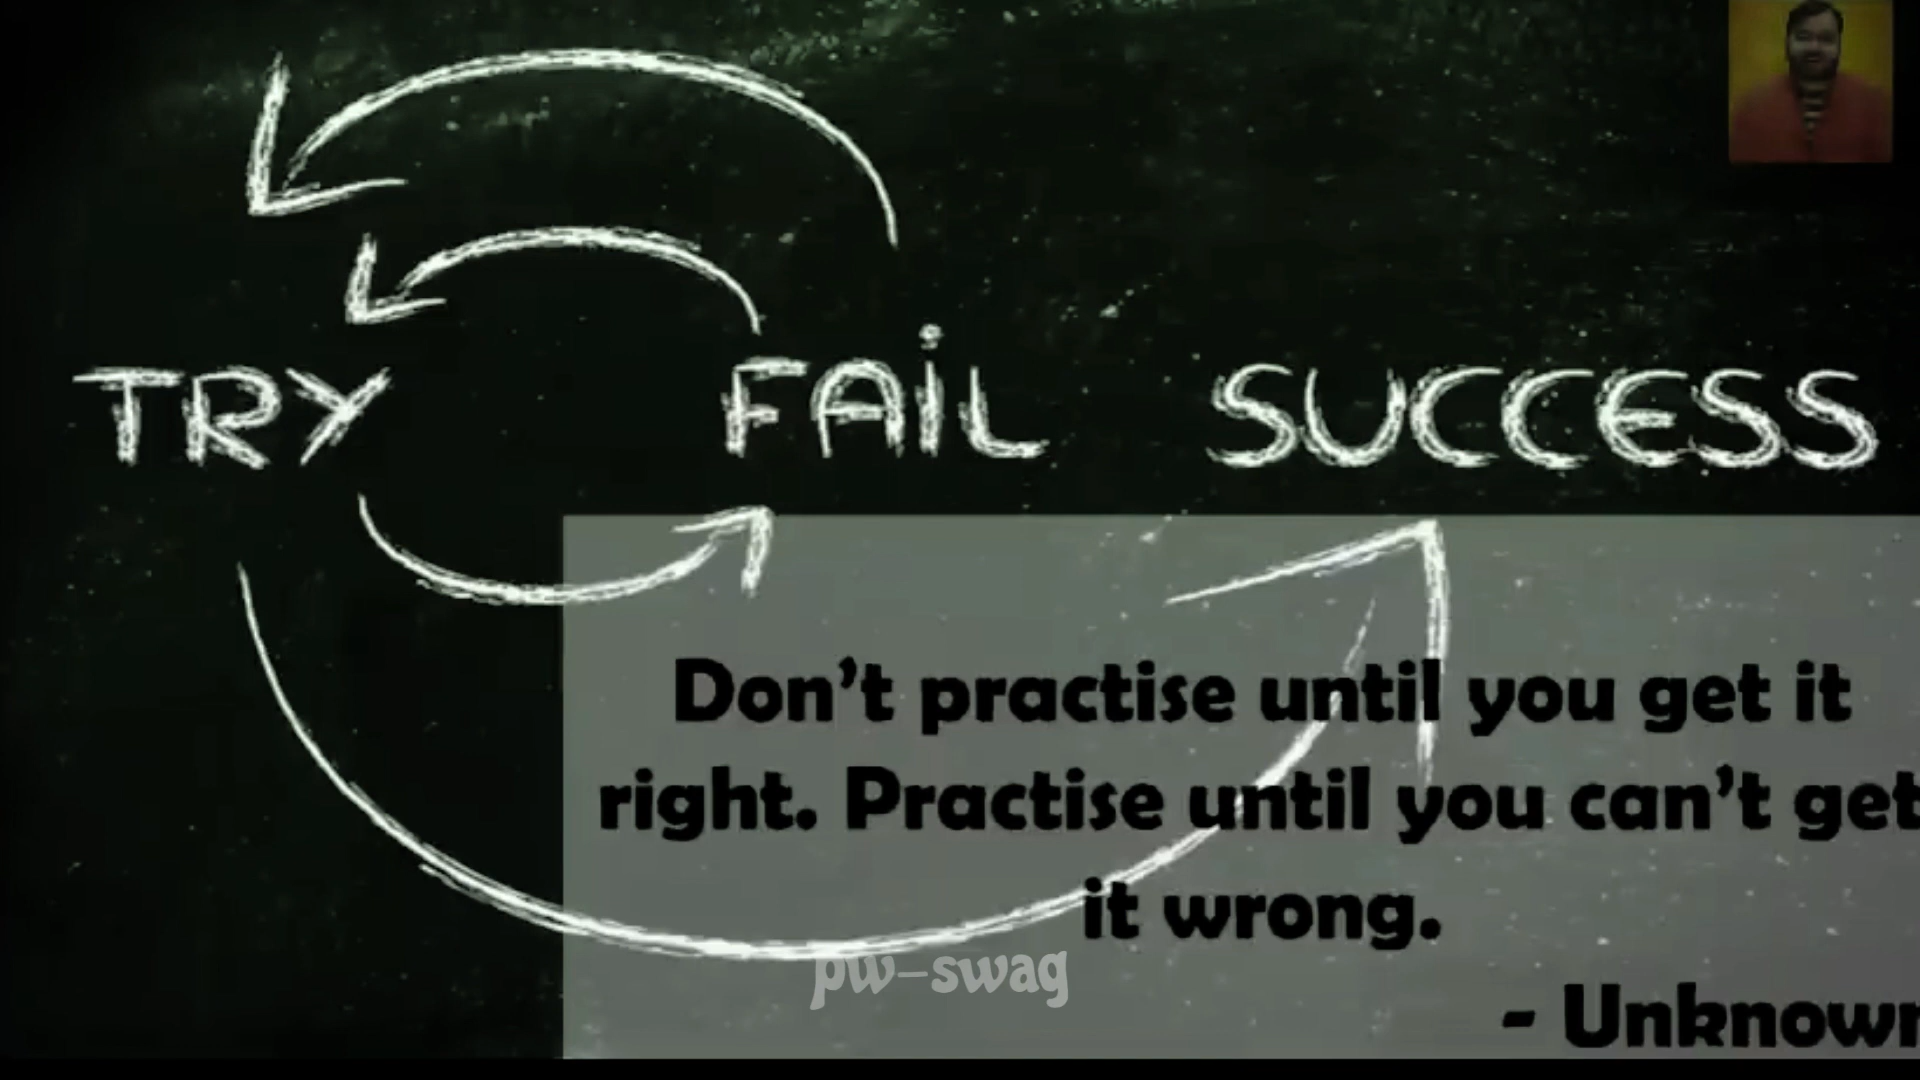 TRY FAiL SUCCESS
Don't practise until you get it
right. Practise until you can't get
it wrong.
pw-swag
- Unknown